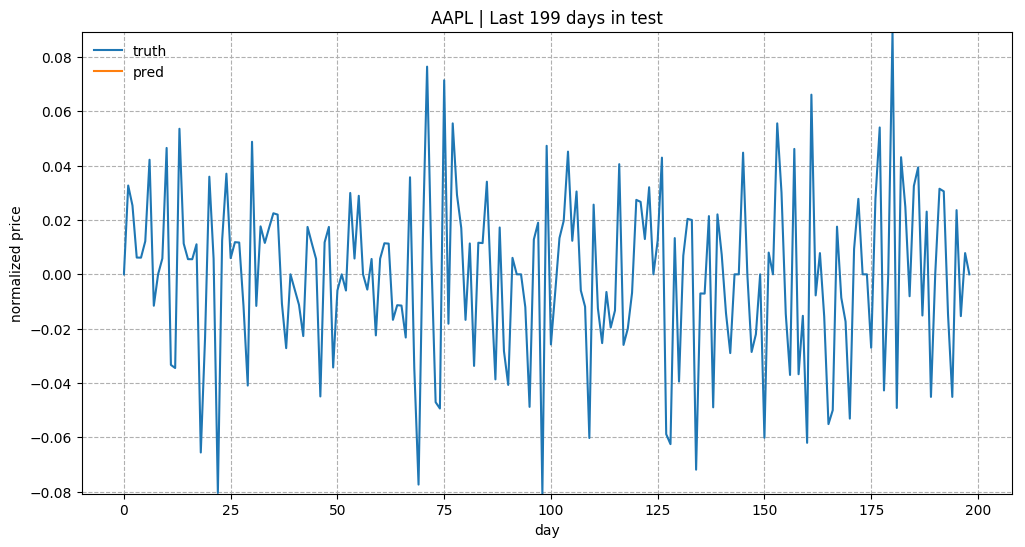 AAPL | Last 199 days in test
truth
pred
normalized price
0.08
0.06
0.04
0.02
0.00
−0.02
−0.04
−0.06
−0.08
0 25 50 75 100 125 150 175 200
day